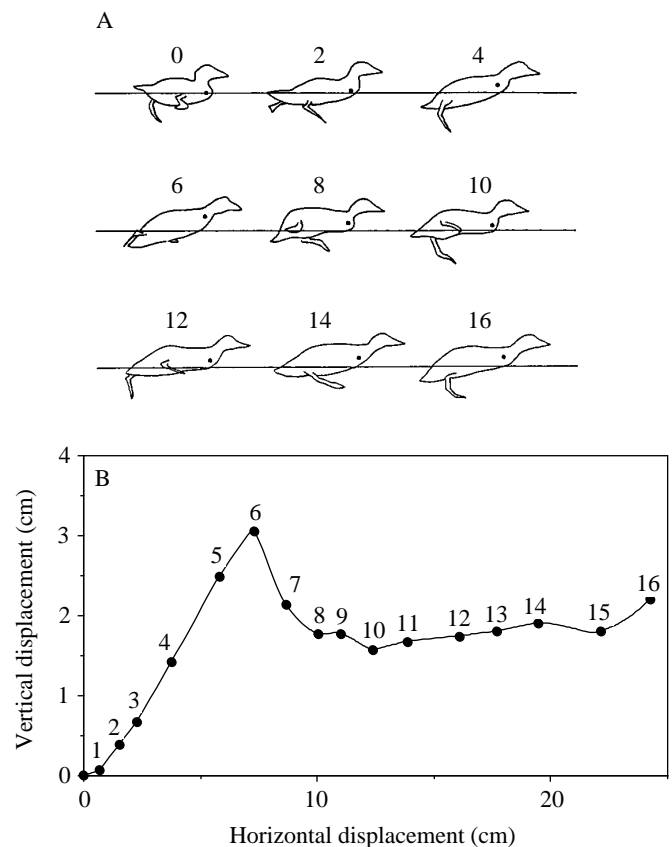 A
0 2 4
6 8 10
12 14 16
B
4
3
2
1
0
Vertical displacement (cm)
1 2 3 4 5 6 7 8 9 10 11 12 13 14 15 16
0 10 20
Horizontal displacement (cm)